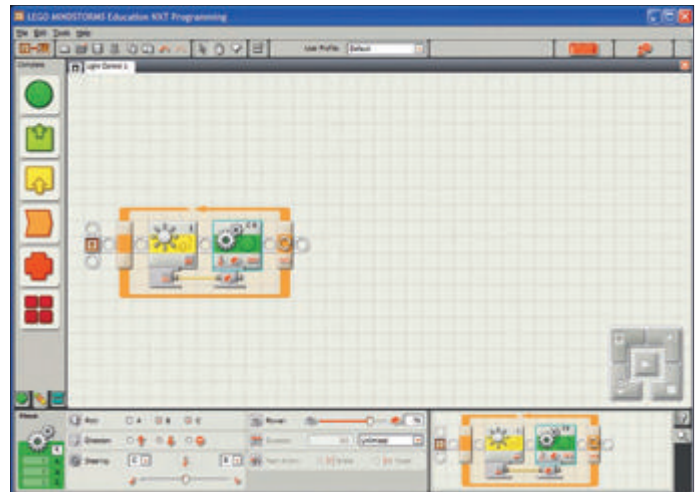 LEGO MINDSTORMS Education NXT Programming
File Edit Tools Help
User Profile: Default
Complete
Light Control 1
Move
Port: A B C
Power:
Direction:
Duration: Unlimited
Steering: C B
Next Action: Brake Coast